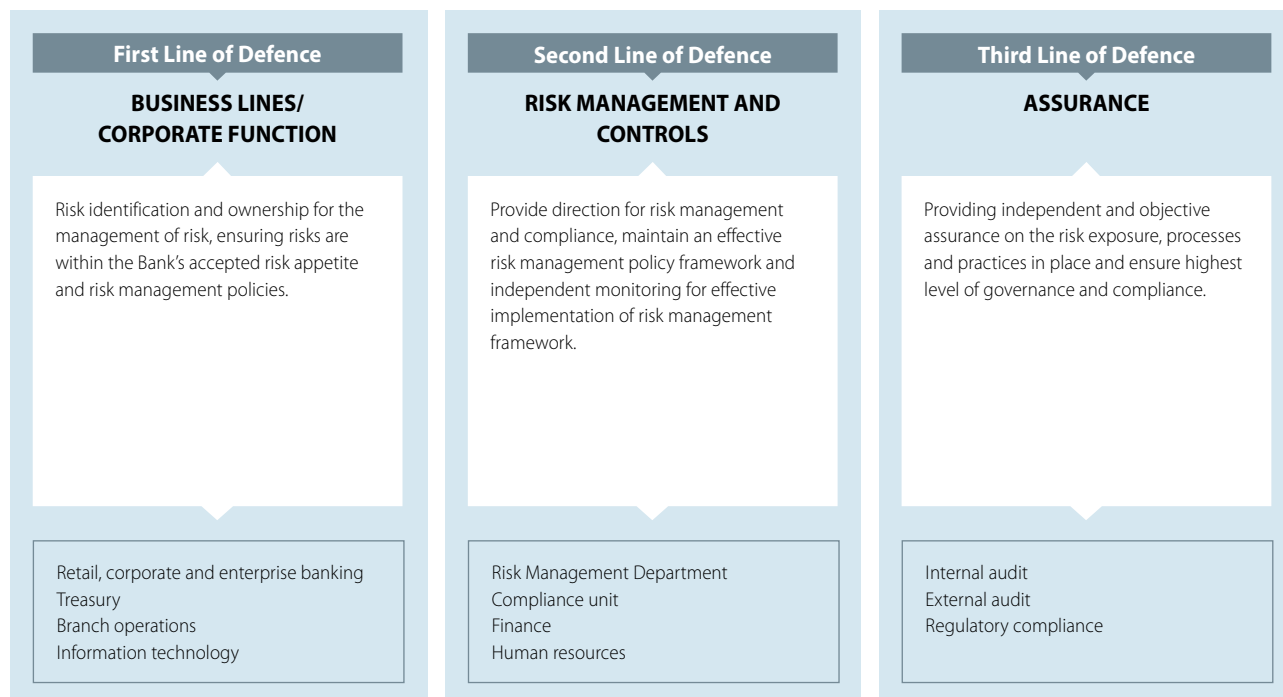 First Line of Defence
BUSINESS LINES/
CORPORATE FUNCTION
Risk identification and ownership for the
management of risk, ensuring risks are
within the Bank’s accepted risk appetite
and risk management policies.
Retail, corporate and enterprise banking
Treasury
Branch operations
Information technology
Second Line of Defence
RISK MANAGEMENT AND
CONTROLS
Provide direction for risk management
and compliance, maintain an effective
risk management policy framework and
independent monitoring for effective
implementation of risk management
framework.
Risk Management Department
Compliance unit
Finance
Human resources
Third Line of Defence
ASSURANCE
Providing independent and objective
assurance on the risk exposure, processes
and practices in place and ensure highest
level of governance and compliance.
Internal audit
External audit
Regulatory compliance